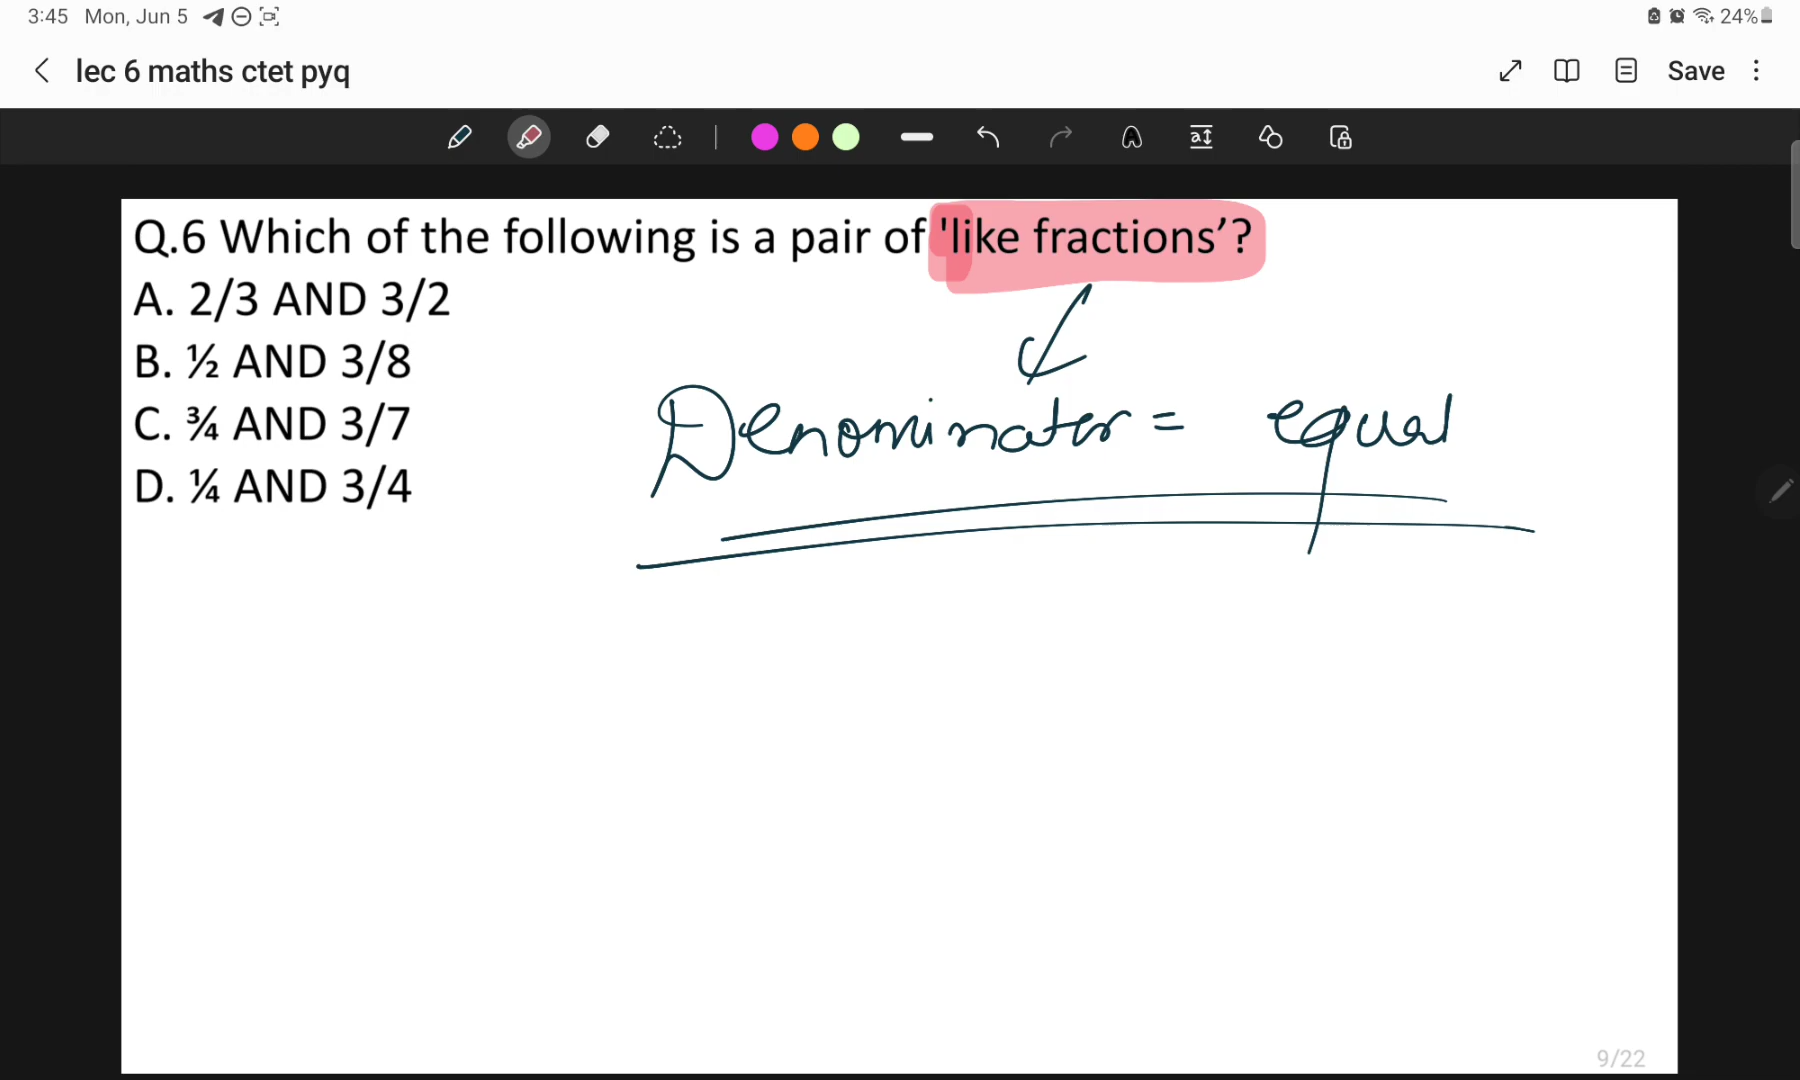 3:45 Mon, Jun 5 24%
lec 6 maths ctet pyq Save
Q.6 Which of the following is a pair of 'like fractions’?
A. 2/3 AND 3/2
B. ½ AND 3/8
C. ¾ AND 3/7
D. ¼ AND 3/4
Denominater = equal
9/22